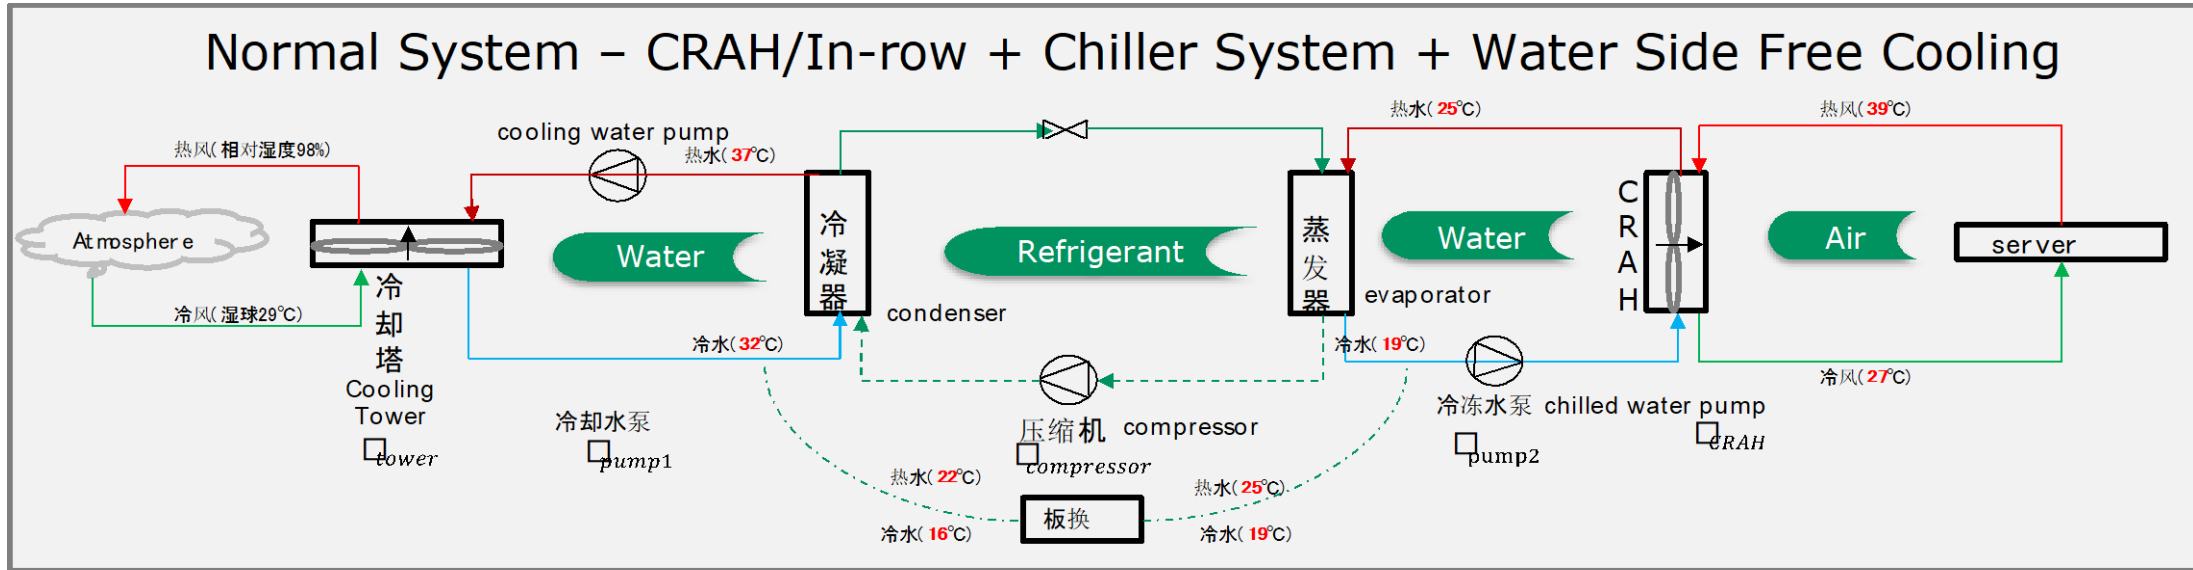 Normal System – CRAH/In-row + Chiller System + Water Side Free Cooling
热水(25℃)
热风(39℃)
cooling water pump
热风(相对湿度98%)
热水(37℃)
Atmosphere
冷凝器
Water
Refrigerant
蒸发器
Water
CRAH
Air
server
冷却塔
冷风(湿球29℃)
condenser
evaporator
冷水(32℃)
冷水(19℃)
冷风(27℃)
Cooling
Tower
tower
冷却水泵
pump1
压缩机 compressor
compressor
冷冻水泵 chilled water pump
pump2
CRAH
热水(22℃)
热水(25℃)
板换
冷水(16℃)
冷水(19℃)